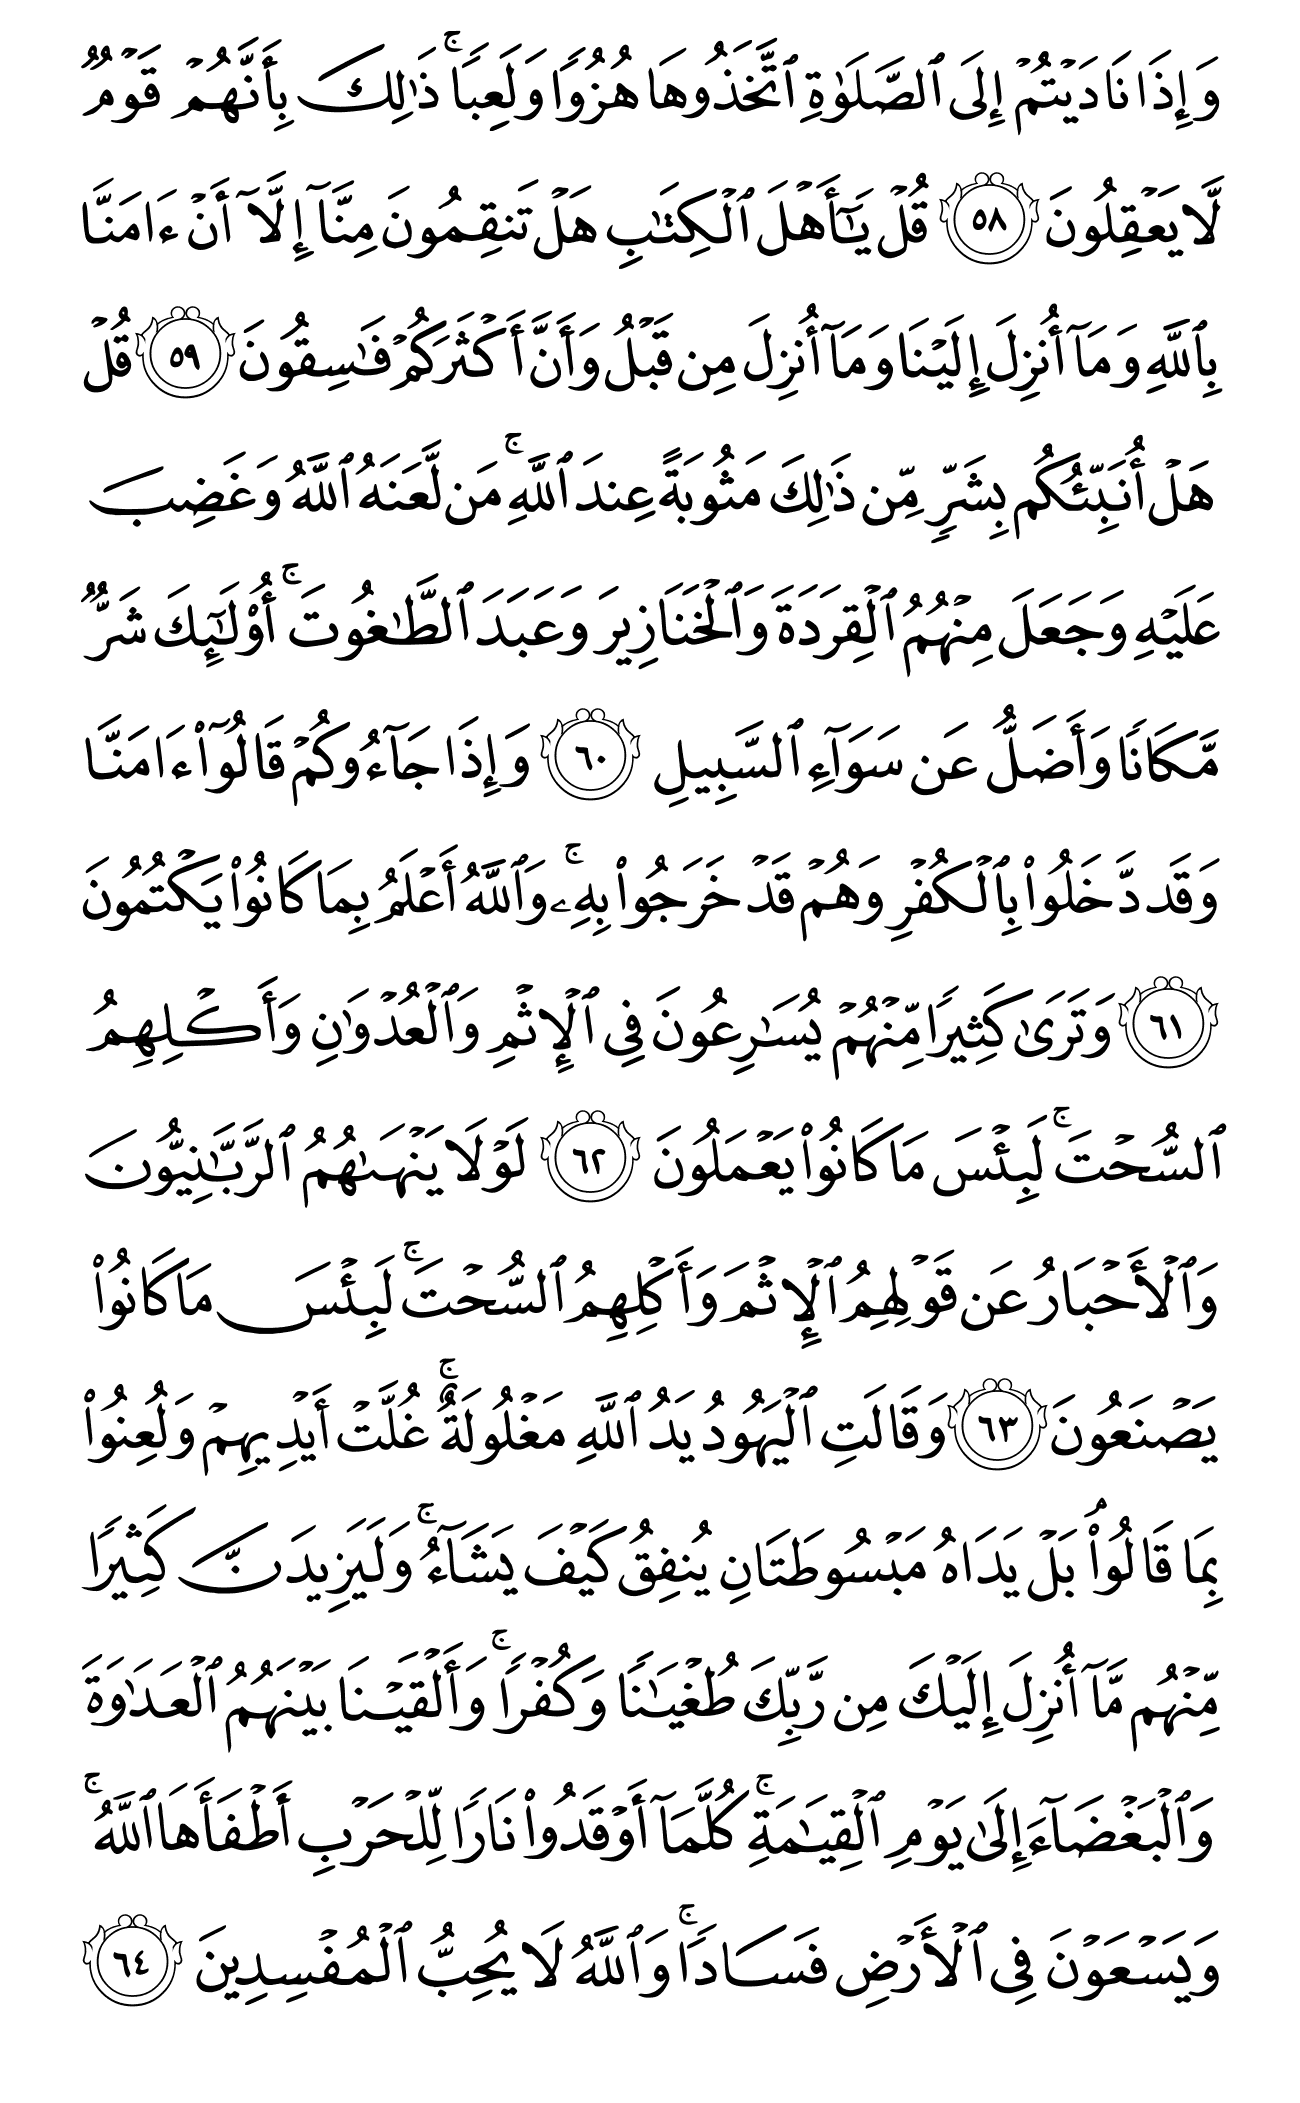 وَإِذَا نَادَيۡتُمۡ إِلَى ٱلصَّلَوٰةِ ٱتَّخَذُوهَا هُزُوٗا وَلَعِبٗاۚ ذَٰلِكَ بِأَنَّهُمۡ قَوۡمٞ
لَّا يَعۡقِلُونَ ٥٨ قُلۡ يَٰٓأَهۡلَ ٱلۡكِتَٰبِ هَلۡ تَنقِمُونَ مِنَّآ إِلَّآ أَنۡ ءَامَنَّا
بِٱللَّهِ وَمَآ أُنزِلَ إِلَيۡنَا وَمَآ أُنزِلَ مِن قَبۡلُ وَأَنَّ أَكۡثَرَكُمۡ فَٰسِقُونَ ٥٩ قُلۡ
هَلۡ أُنَبِّئُكُم بِشَرّٖ مِّن ذَٰلِكَ مَثُوبَةً عِندَ ٱللَّهِۚ مَن لَّعَنَهُ ٱللَّهُ وَغَضِبَ
عَلَيۡهِ وَجَعَلَ مِنۡهُمُ ٱلۡقِرَدَةَ وَٱلۡخَنَازِيرَ وَعَبَدَ ٱلطَّٰغُوتَۚ أُوْلَٰٓئِكَ شَرّٞ
مَّكَانٗا وَأَضَلُّ عَن سَوَآءِ ٱلسَّبِيلِ ٦٠ وَإِذَا جَآءُوكُمۡ قَالُوٓاْ ءَامَنَّا
وَقَد دَّخَلُواْ بِٱلۡكُفۡرِ وَهُمۡ قَدۡ خَرَجُواْ بِهِۦۚ وَٱللَّهُ أَعۡلَمُ بِمَا كَانُواْ يَكۡتُمُونَ
٦١ وَتَرَىٰ كَثِيرٗا مِّنۡهُمۡ يُسَٰرِعُونَ فِي ٱلۡإِثۡمِ وَٱلۡعُدۡوَٰنِ وَأَكۡلِهِمُ
ٱلسُّحۡتَۚ لَبِئۡسَ مَا كَانُواْ يَعۡمَلُونَ ٦٢ لَوۡلَا يَنۡهَىٰهُمُ ٱلرَّبَّٰنِيُّونَ
وَٱلۡأَحۡبَارُ عَن قَوۡلِهِمُ ٱلۡإِثۡمَ وَأَكۡلِهِمُ ٱلسُّحۡتَۚ لَبِئۡسَ مَا كَانُواْ
يَصۡنَعُونَ ٦٣ وَقَالَتِ ٱلۡيَهُودُ يَدُ ٱللَّهِ مَغۡلُولَةٌۚ غُلَّتۡ أَيۡدِيهِمۡ وَلُعِنُواْ
بِمَا قَالُواْۘ بَلۡ يَدَاهُ مَبۡسُوطَتَانِ يُنفِقُ كَيۡفَ يَشَآءُۚ وَلَيَزِيدَنَّ كَثِيرٗا
مِّنۡهُم مَّآ أُنزِلَ إِلَيۡكَ مِن رَّبِّكَ طُغۡيَٰنٗا وَكُفۡرٗاۚ وَأَلۡقَيۡنَا بَيۡنَهُمُ ٱلۡعَدَٰوَةَ
وَٱلۡبَغۡضَآءَ إِلَىٰ يَوۡمِ ٱلۡقِيَٰمَةِۚ كُلَّمَآ أَوۡقَدُواْ نَارٗا لِّلۡحَرۡبِ أَطۡفَأَهَا ٱللَّهُۚ
وَيَسۡعَوۡنَ فِي ٱلۡأَرۡضِ فَسَادٗاۚ وَٱللَّهُ لَا يُحِبُّ ٱلۡمُفۡسِدِينَ ٦٤